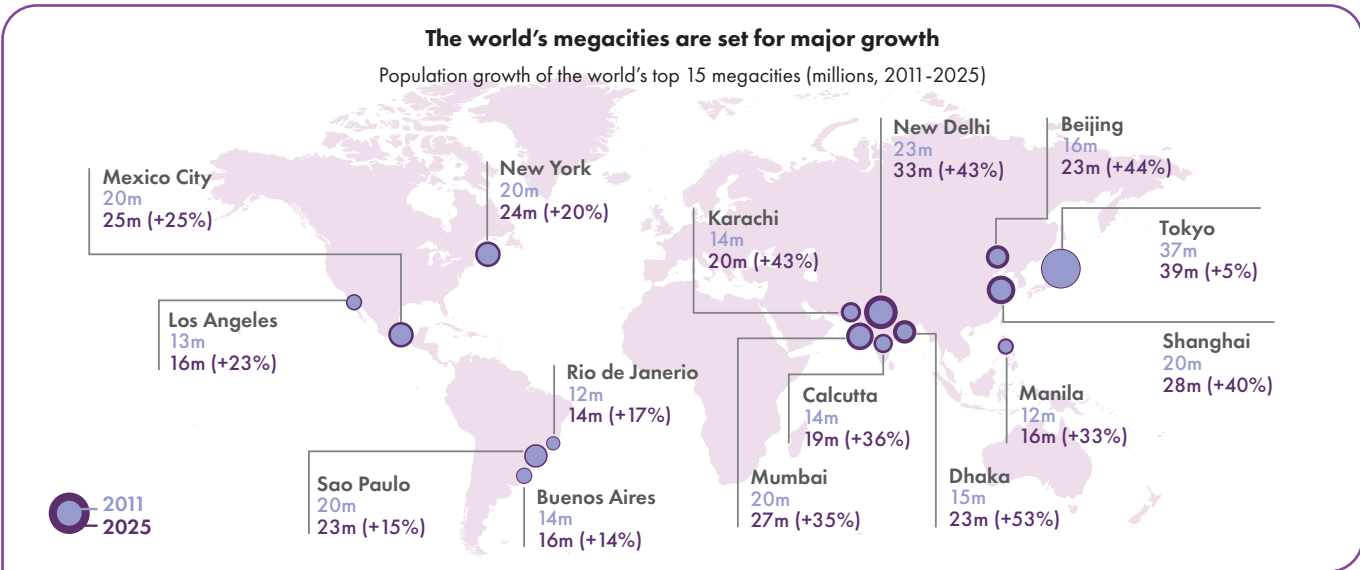 The world's megacities are set for major growth
Population growth of the world's top 15 megacities (millions, 2011-2025)
Mexico City
20m
25m (+25%)
New York
20m
24m (+20%)
Los Angeles
13m
16m (+23%)
Rio de Janerio
12m
14m (+17%)
Sao Paulo
20m
23m (+15%)
Buenos Aires
14m
16m (+14%)
Karachi
14m
20m (+43%)
New Delhi
23m
33m (+43%)
Beijing
16m
23m (+44%)
Tokyo
37m
39m (+5%)
Shanghai
20m
28m (+40%)
Manila
12m
16m (+33%)
Calcutta
14m
19m (+36%)
Mumbai
20m
27m (+35%)
Dhaka
15m
23m (+53%)
2011
2025